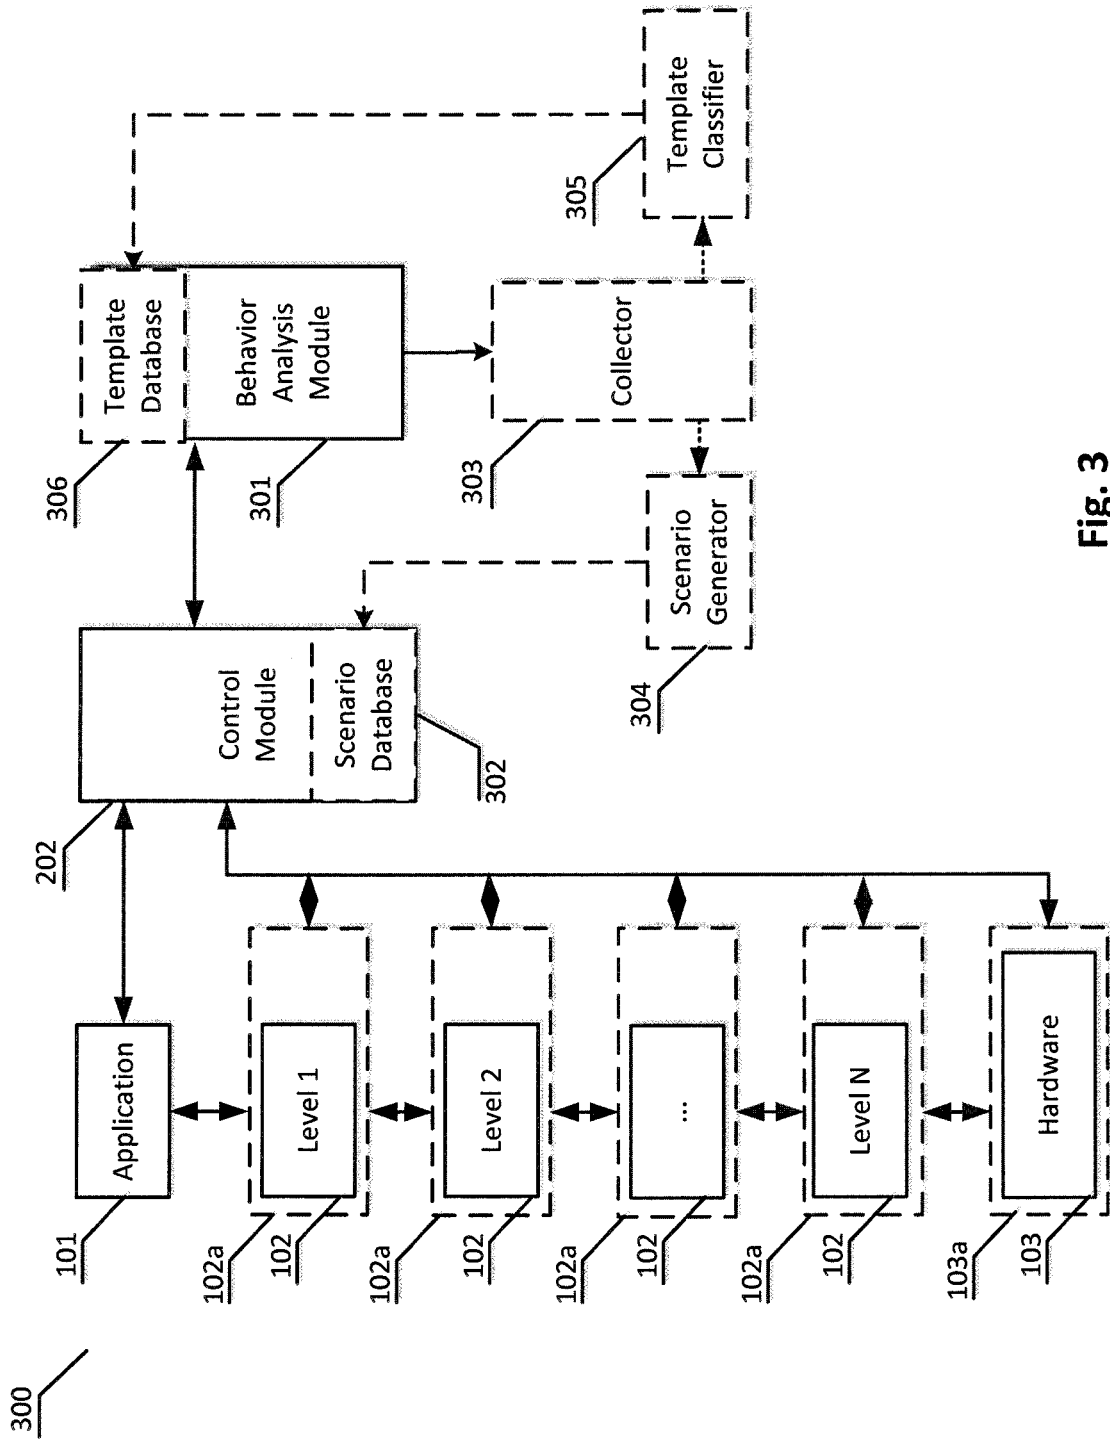 300
101
Application
102a
102
Level 1
102a
102
Level 2
102a
102
...
102a
102
Level N
103a
103
Hardware
202
Control
Module
Scenario
Database
302
306
Template
Database
301
Behavior
Analysis
Module
303
Collector
304
Scenario
Generator
305
Template
Classifier
Fig. 3